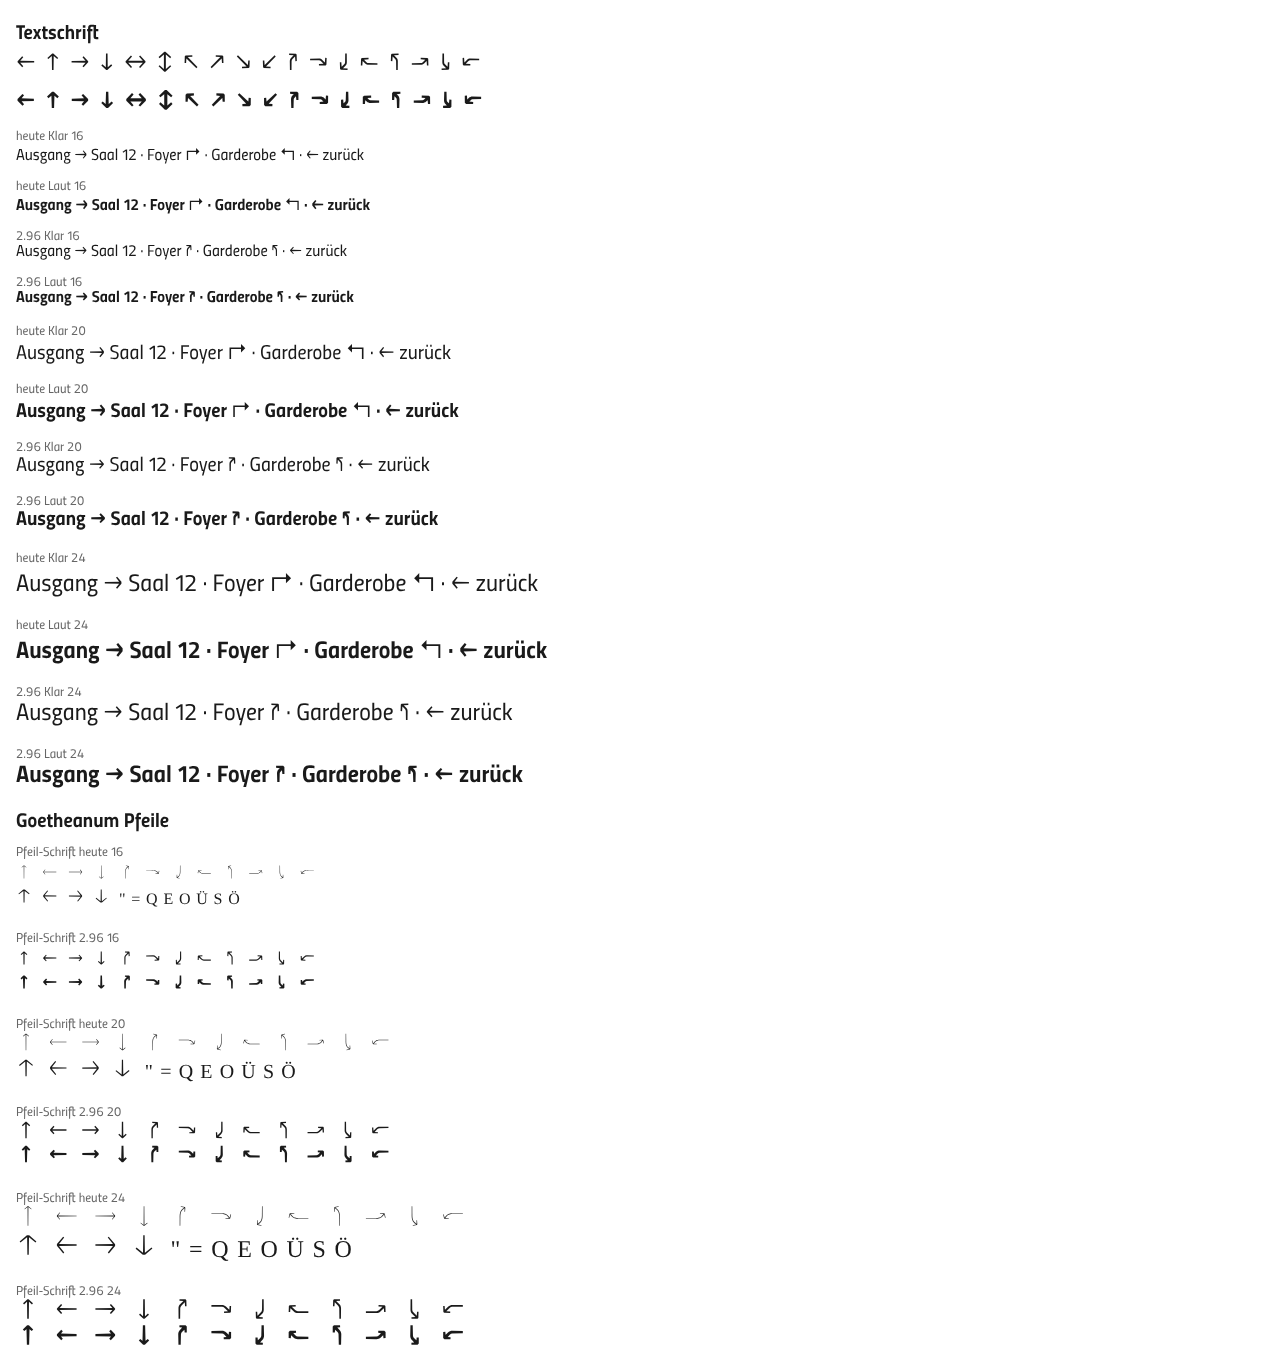 Textschrift
← ↑ → ↓ ↔ ↕ ↖ ↗ ↘ ↙ ↱ ⤵ ⤶ ↼ ↰ ⤴ ⤷ ↽
← ↑ → ↓ ↔ ↕ ↖ ↗ ↘ ↙
heute Klar 16
Ausgang → Saal 12 · Foyer ↱ · Garderobe ↰ · ← zurück
heute Laut 16
Ausgang → Saal 12 · Foyer ↱ · Garderobe ↰ · ← zurück
2.96 Klar 16
Ausgang → Saal 12 · Foyer ↱ · Garderobe ↰ · ← zurück
2.96 Laut 16
Ausgang → Saal 12 · Foyer ↱ · Garderobe ↰ · ← zurück
heute Klar 20
Ausgang → Saal 12 · Foyer ↱ · Garderobe ↰ · ← zurück
heute Laut 20
Ausgang → Saal 12 · Foyer ↱ · Garderobe ↰ · ← zurück
2.96 Klar 20
Ausgang → Saal 12 · Foyer ↱ · Garderobe ↰ · ← zurück
2.96 Laut 20
Ausgang → Saal 12 · Foyer ↱ · Garderobe ↰ · ← zurück
heute Klar 24
Ausgang → Saal 12 · Foyer ↱ · Garderobe ↰ · ← zurück
heute Laut 24
Ausgang → Saal 12 · Foyer ↱ · Garderobe ↰ · ← zurück
2.96 Klar 24
Ausgang → Saal 12 · Foyer ↱ · Garderobe ↰ · ← zurück
2.96 Laut 24
Ausgang → Saal 12 · Foyer ↱ · Garderobe ↰ · ← zurück
Goetheanum Pfeile
Pfeil-Schrift heute 16
↑ ← → ↓
↑ ← → ↓ " = Q E O Ü S Ö
Pfeil-Schrift 2.96 16
↑ ← → ↓
↑ ← → ↓
Pfeil-Schrift heute 20
↑ ← → ↓
↑ ← → ↓ " = Q E O Ü S Ö
Pfeil-Schrift 2.96 20
↑ ← → ↓
↑ ← → ↓
Pfeil-Schrift heute 24
↑ ← → ↓
↑ ← → ↓ " = Q E O Ü S Ö
Pfeil-Schrift 2.96 24
↑ ← → ↓
↑ ← → ↓